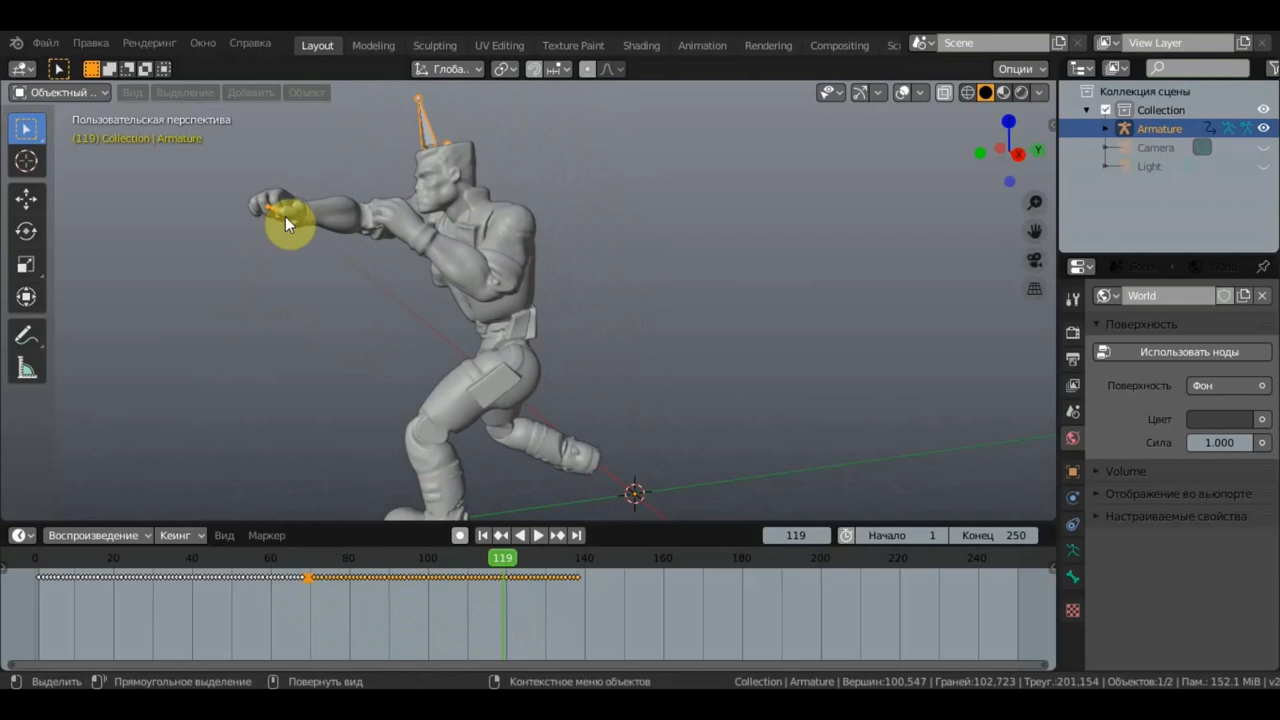 Файл Правка Рендеринг Окно Справка Layout Modeling Sculpting UV Editing Texture Paint Shading Animation Rendering Compositing Sc Scene View Layer
Глоба.. Опции
Объектный .. Вид Выделение Добавить Объект
Пользовательская перспектива
(119) Collection | Armature
Z
X
Y
Коллекция сцены
Collection
Armature
Camera
Light
World
Поверхность
Использовать ноды
Поверхность Фон
Цвет
Сила 1.000
Volume
Отображение во вьюпорте
Настраиваемые свойства
Воспроизведение Кеинг Вид Маркер 119 Начало 1 Конец 250
0 20 40 60 80 100 119 140 160 180 200 220 240
Выделить Прямоугольное выделение Повернуть вид Контекстное меню объектов Collection | Armature | Вершин:100,547 | Граней:102,723 | Треуг.:201,154 | Объектов:1/2 | Пам.: 152.1 MiB | v2